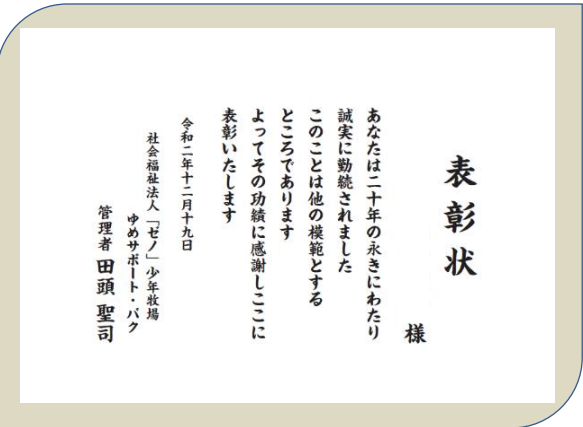 表彰状
様
あなたは二十年の永きにわたり
誠実に勤続されました
このことは他の模範とする
ところであります
よってその功績に感謝しここに
表彰いたします
令和二年十二月十九日
社会福祉法人「ゼノ」少年牧場
ゆめサポート・バク
管理者 田頭 聖司